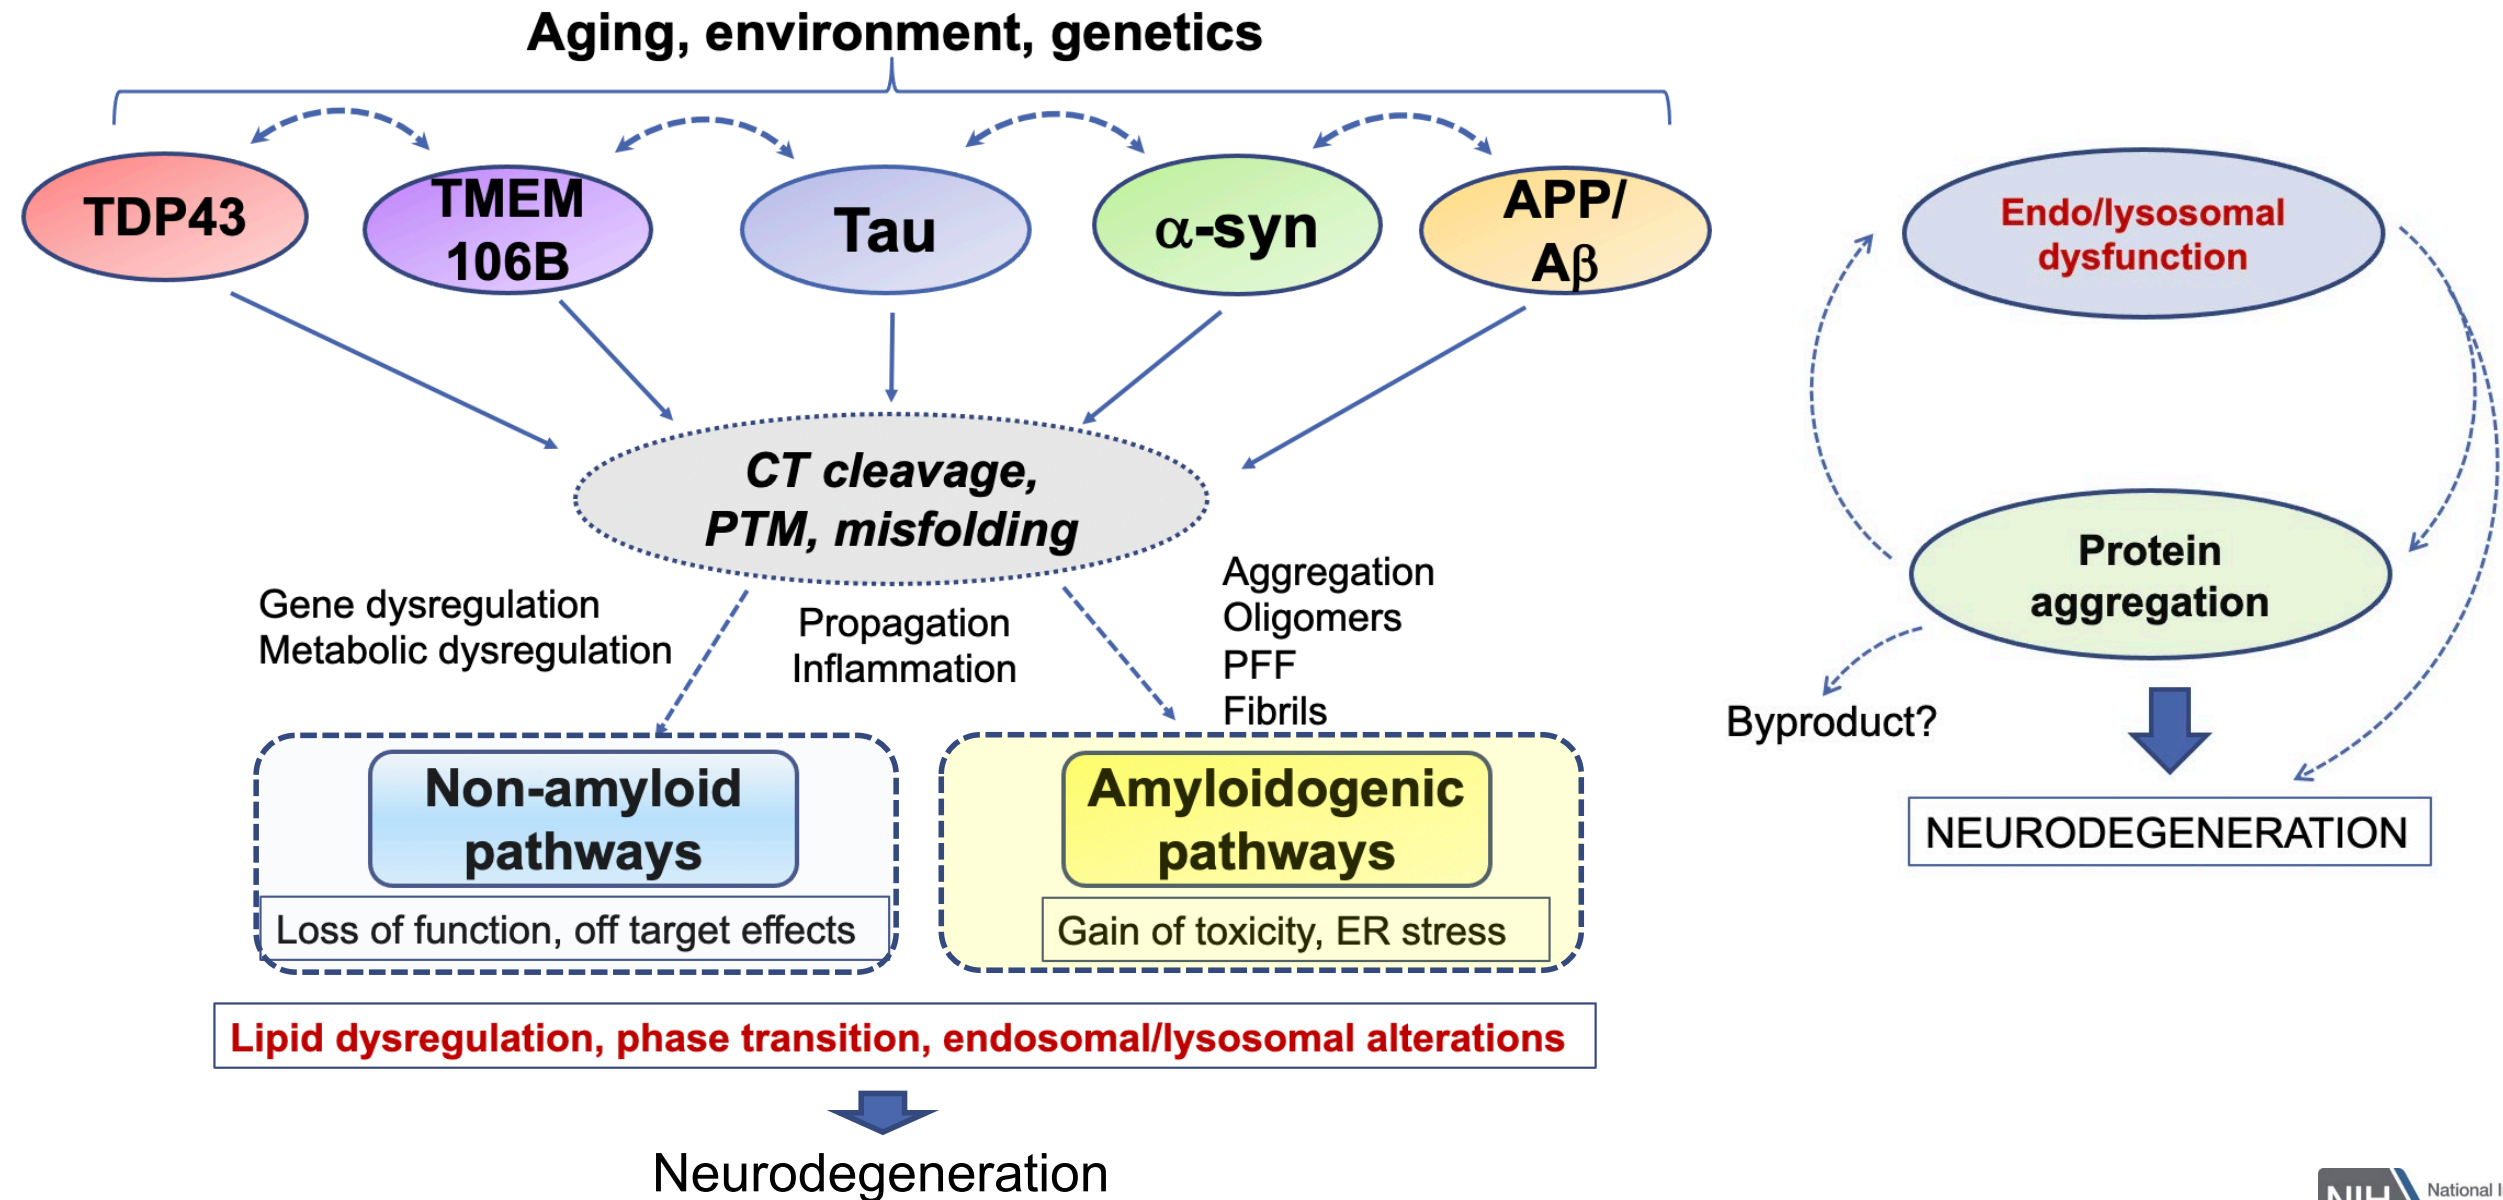 Aging, environment, genetics
TDP43
TMEM
106B
Tau
α-syn
APP/
Aβ
CT cleavage,
PTM, misfolding
Gene dysregulation
Metabolic dysregulation
Propagation
Inflammation
Aggregation
Oligomers
PFF
Fibrils
Non-amyloid
pathways
Loss of function, off target effects
Amyloidogenic
pathways
Gain of toxicity, ER stress
Lipid dysregulation, phase transition, endosomal/lysosomal alterations
Neurodegeneration
Endo/lysosomal
dysfunction
Protein
aggregation
Byproduct?
NEURODEGENERATION
NIH
National